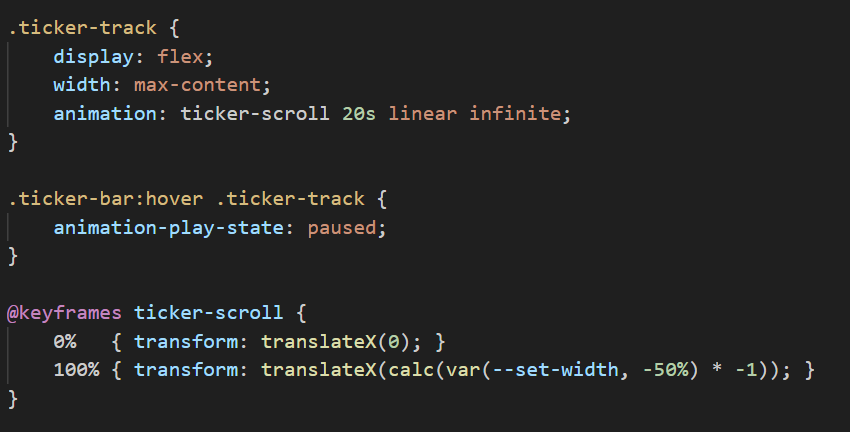 .ticker-track {
    display: flex;
    width: max-content;
    animation: ticker-scroll 20s linear infinite;
}

.ticker-bar:hover .ticker-track {
    animation-play-state: paused;
}

@keyframes ticker-scroll {
    0%   { transform: translateX(0); }
    100% { transform: translateX(calc(var(--set-width, -50%) * -1)); }
}